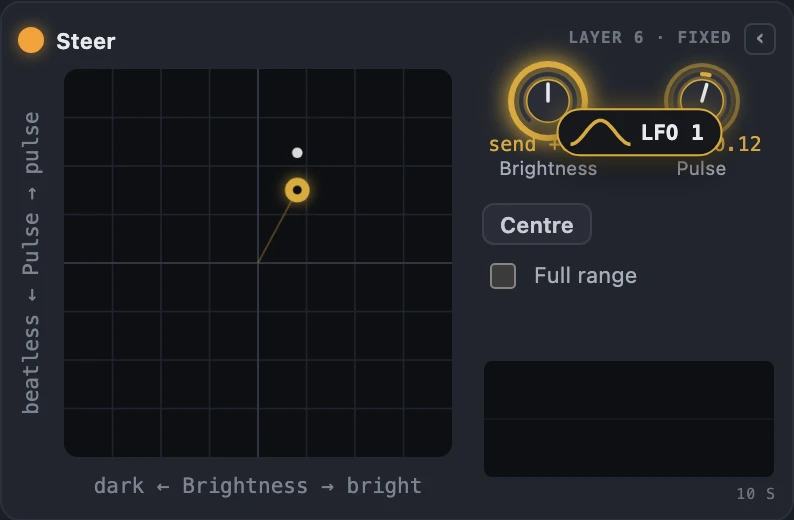 Steer
LAYER 6 · FIXED
beatless ← Pulse → pulse
LFO 1
send
.12
Brightness
Pulse
Centre
Full range
dark ← Brightness → bright
10 S